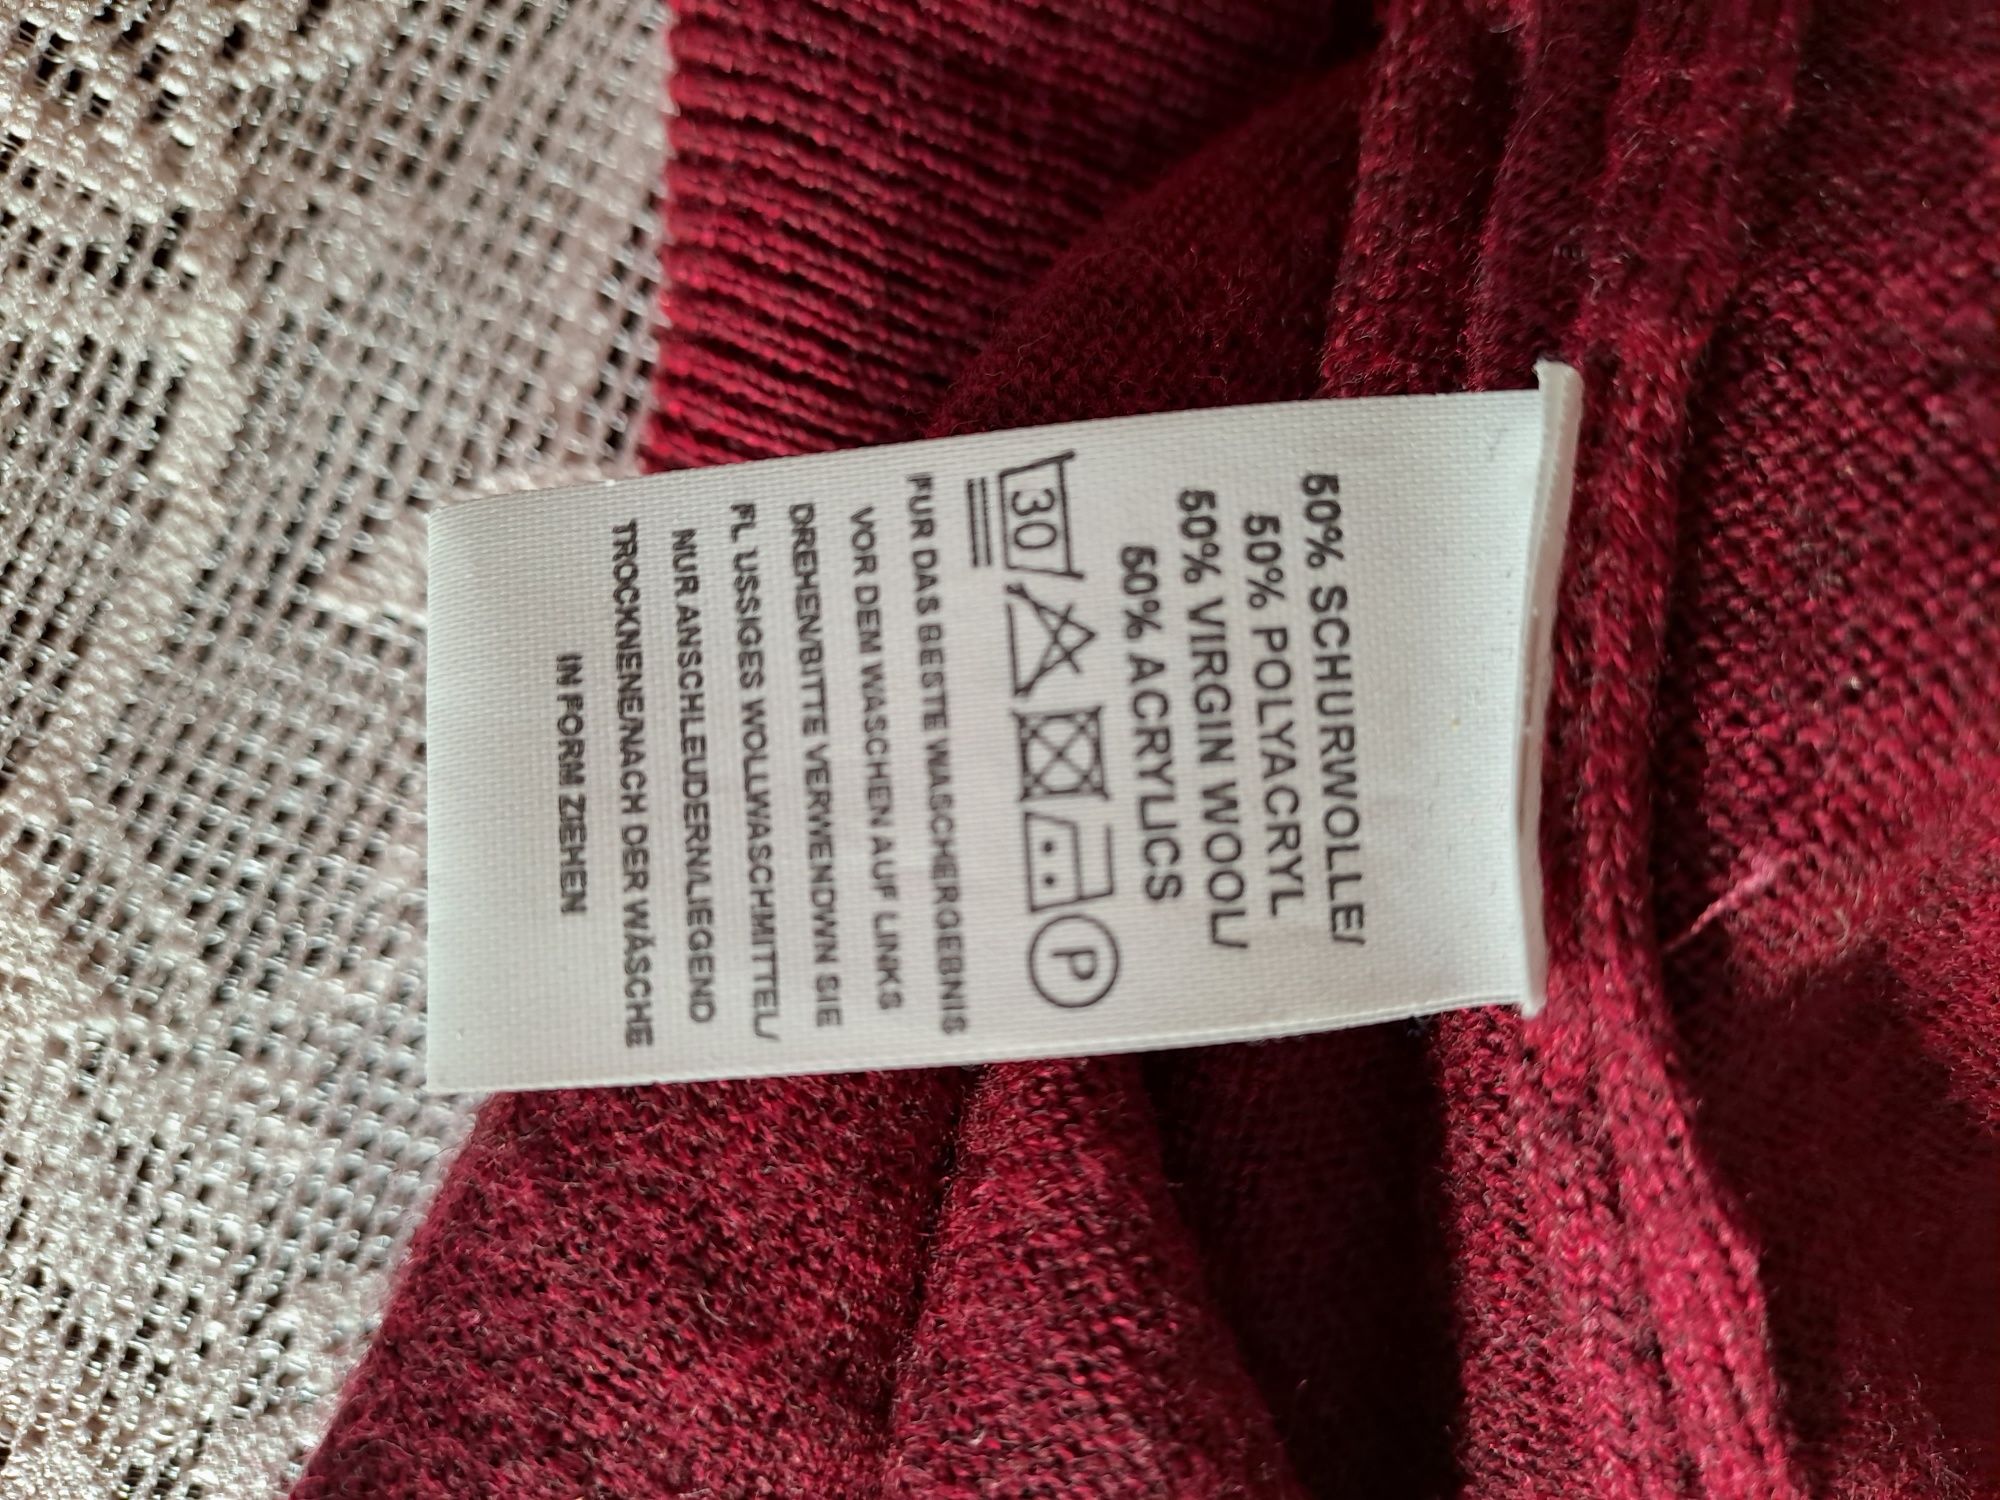 50% SCHURWOLLE/
50% POLYACRYL
50% VIRGIN WOOL/
50% ACRYLICS
30
P
FUR DAS BESTE WASCHERGEBNIS
VOR DEM WASCHEN AUF LINKS
DREHEN/BITTE VERWENDWN SIE
FL USSIGES WOLLWASCHMITTEL/
NUR ANSCHLEUDERN/LIEGEND
TROCKNENE/NACH DER WÄSCHE
IN FORM ZIEHEN